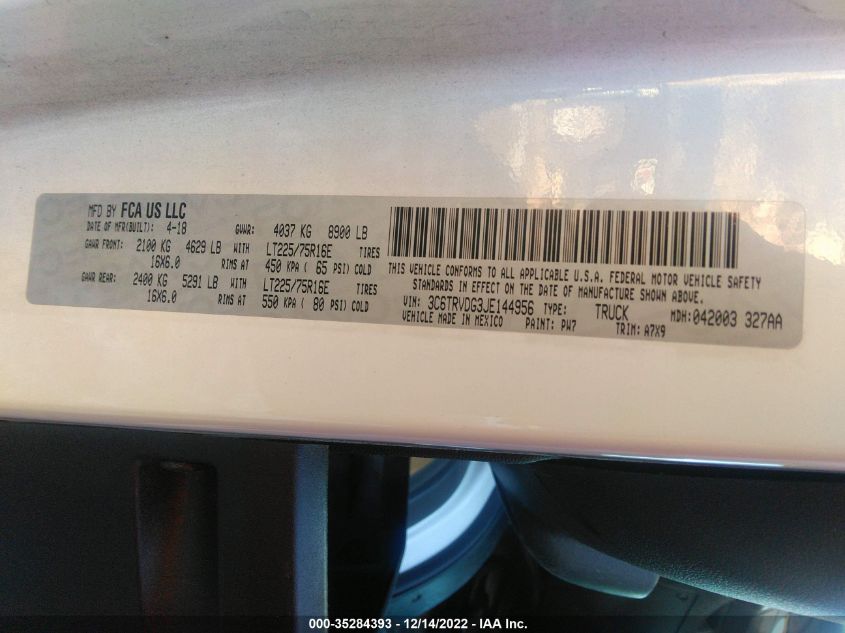 MFD BY FCA US LLC
DATE OF MFR(BUILT): 4-18 GVWR: 4037 KG 8900 LB
GAWR FRONT: 2100 KG 4629 LB WITH LT225/75R16E TIRES
16X6.0 RIMS AT 450 KPA ( 65 PSI) COLD
GAWR REAR: 2400 KG 5291 LB WITH LT225/75R16E TIRES
16X6.0 RIMS AT 550 KPA ( 80 PSI) COLD
THIS VEHICLE CONFORMS TO ALL APPLICABLE U.S.A. FEDERAL MOTOR VEHICLE SAFETY
STANDARDS IN EFFECT ON THE DATE OF MANUFACTURE SHOWN ABOVE.
VIN: 3C6TRVDG3JE144956 TYPE: TRUCK MDH:042003 327AA
VEHICLE MADE IN MEXICO PAINT: PW7 TRIM: A7X9
000-35284393 - 12/14/2022 - IAA Inc.